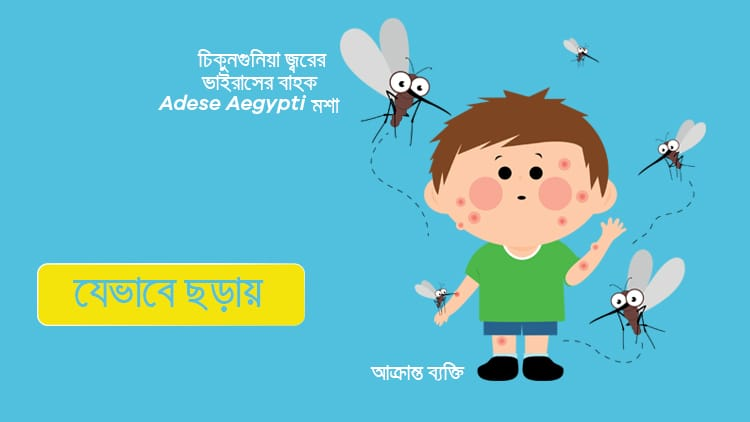 চিকুনগুনিয়া জ্বরের
ভাইরাসের বাহক
Adese Aegypti মশা
যেভাবে ছড়ায়
আক্রান্ত ব্যক্তি